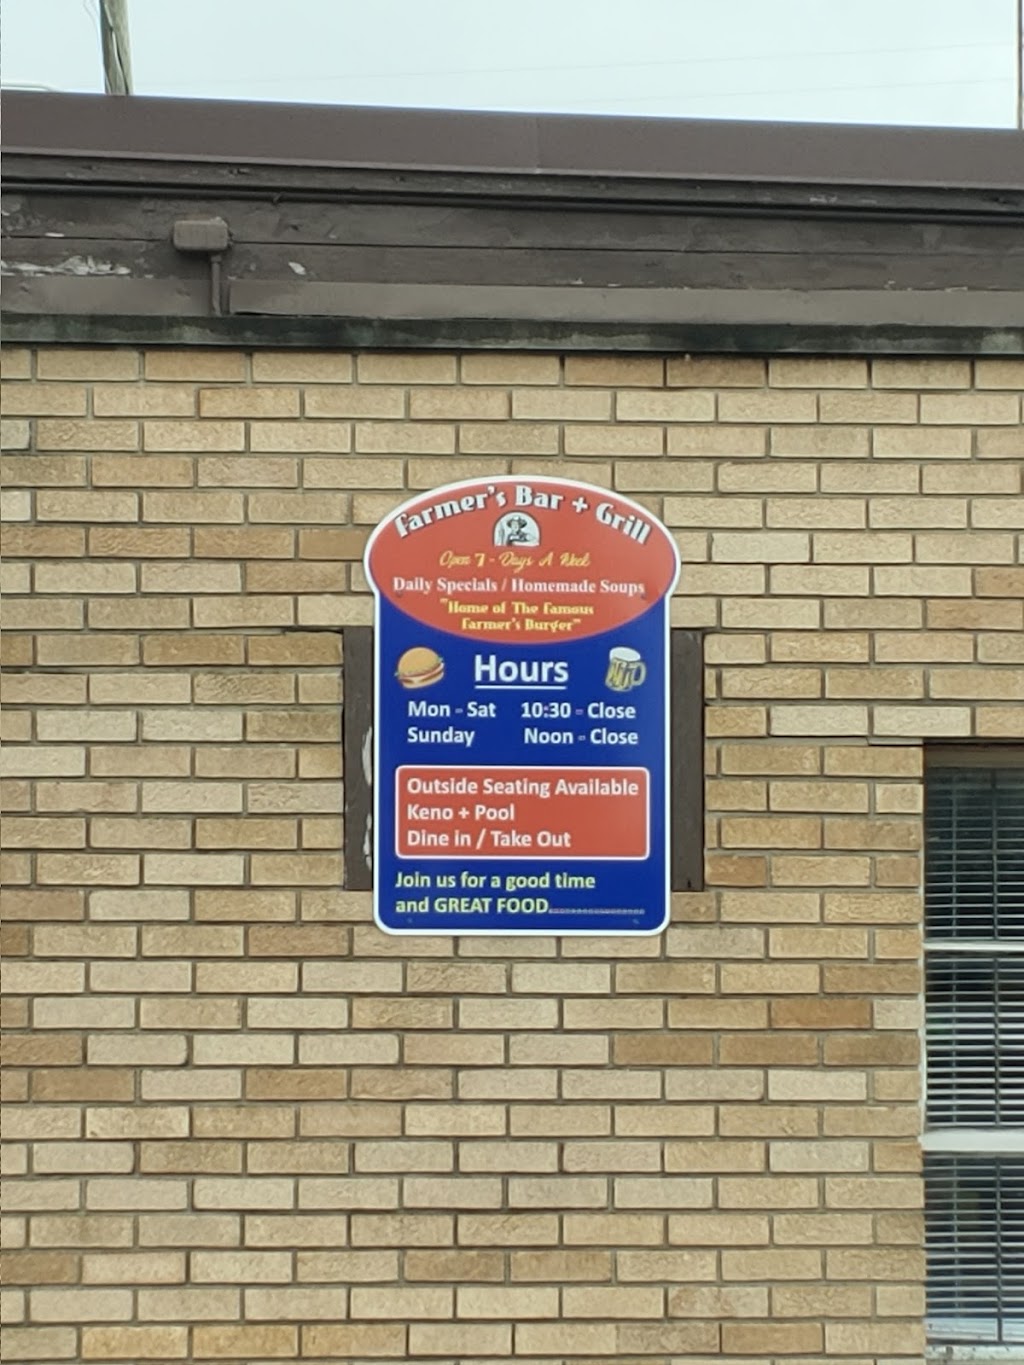 Farmer's Bar + Grill
Open 7 - Days A Week
Daily Specials / Homemade Soups
"Home of The Famous
Farmer's Burger"
Hours
Mon - Sat 10:30 - Close
Sunday Noon - Close
Outside Seating Available
Keno + Pool
Dine in / Take Out
Join us for a good time
and GREAT FOOD....................